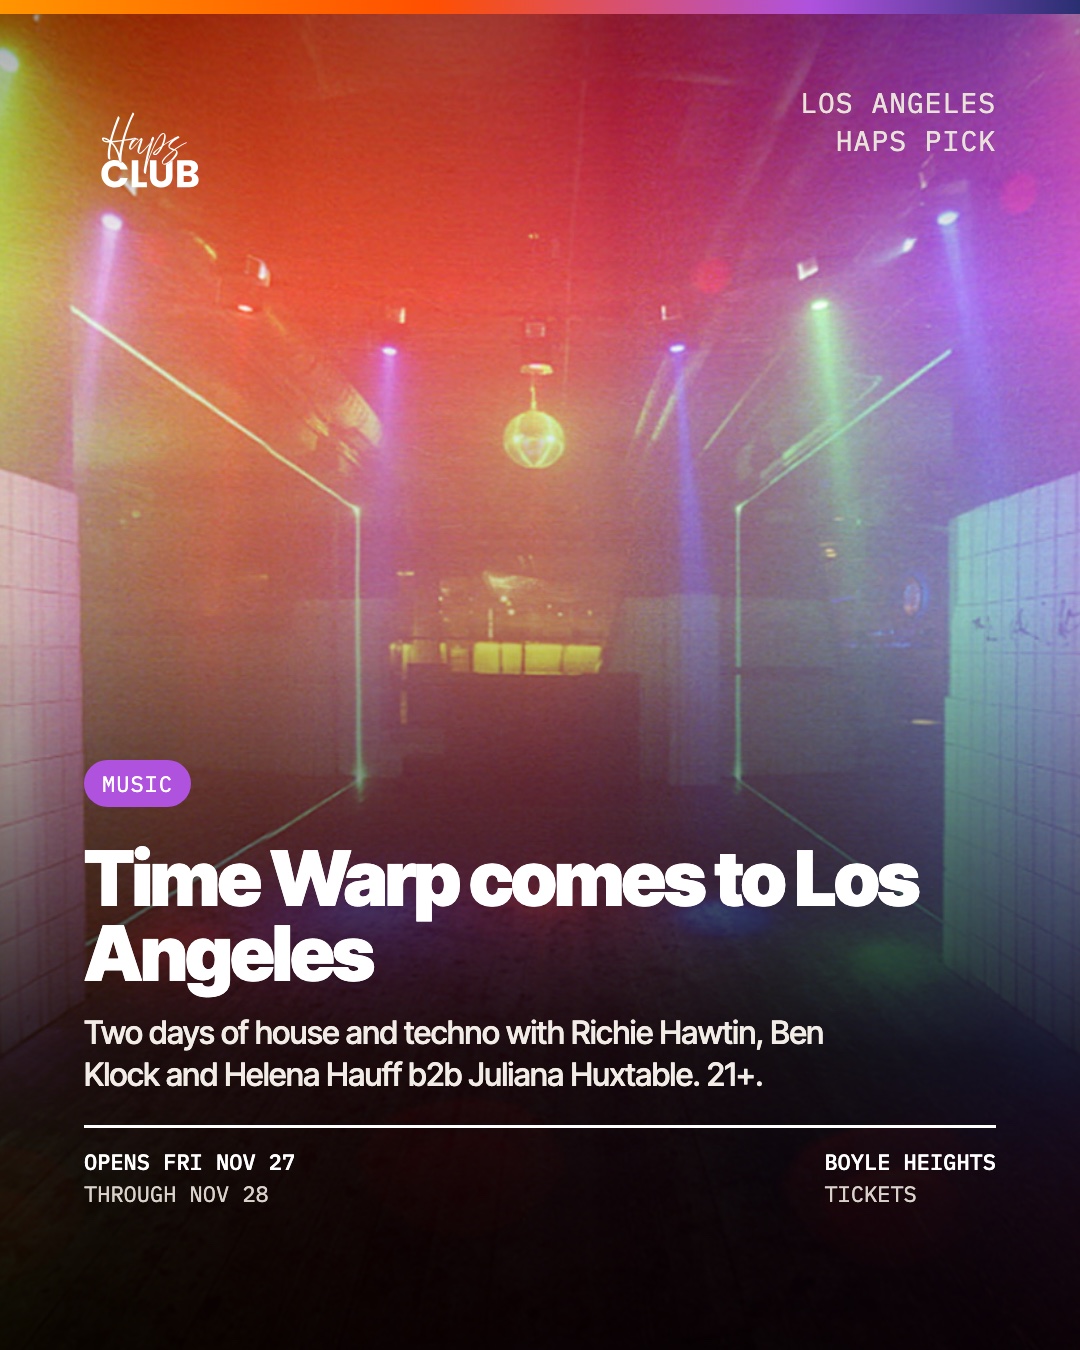 Haps
CLUB
LOS ANGELES
HAPS PICK
MUSIC
Time Warp comes to Los
Angeles
Two days of house and techno with Richie Hawtin, Ben
Klock and Helena Hauff b2b Juliana Huxtable. 21+.
OPENS FRI NOV 27
THROUGH NOV 28
BOYLE HEIGHTS
TICKETS